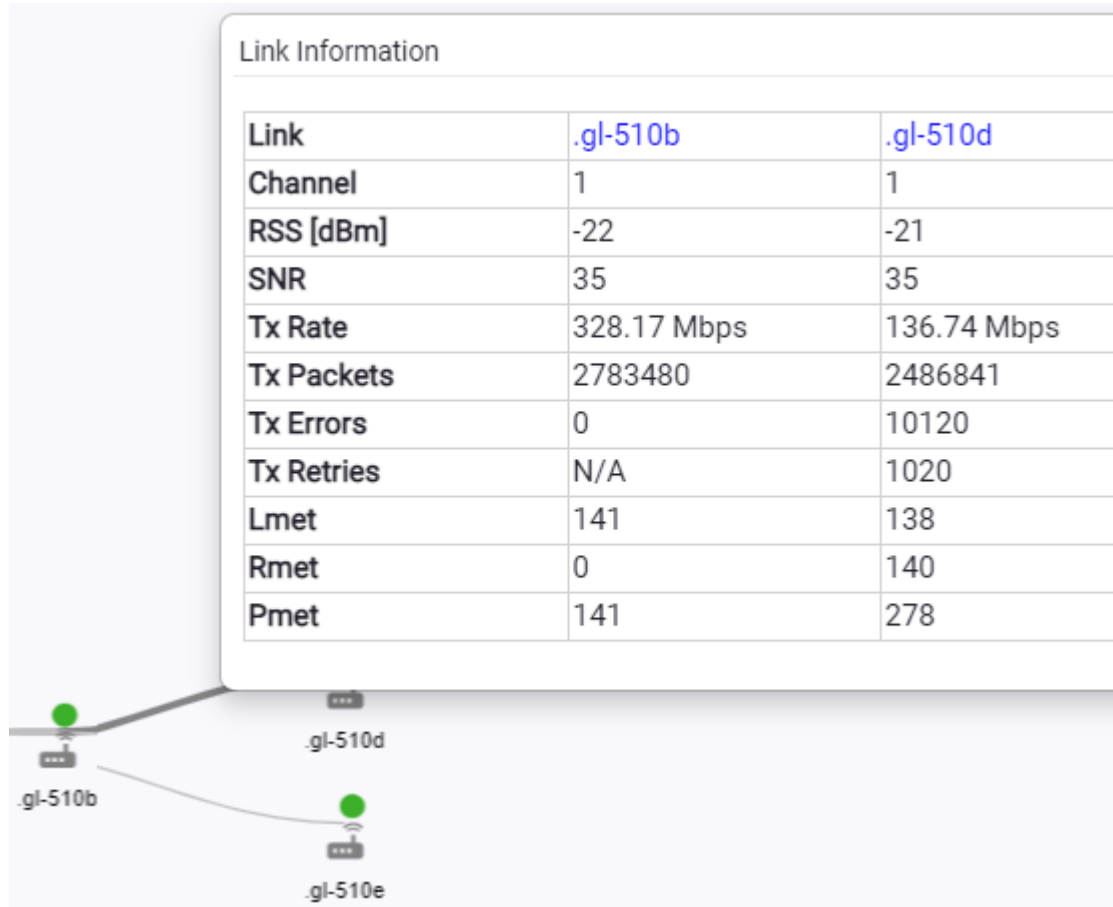 Link Information
Link .gl-510b .gl-510d
Channel 1 1
RSS [dBm] -22 -21
SNR 35 35
Tx Rate 328.17 Mbps 136.74 Mbps
Tx Packets 2783480 2486841
Tx Errors 0 10120
Tx Retries N/A 1020
Lmet 141 138
Rmet 0 140
Pmet 141 278
.gl-510d
.gl-510b
.gl-510e